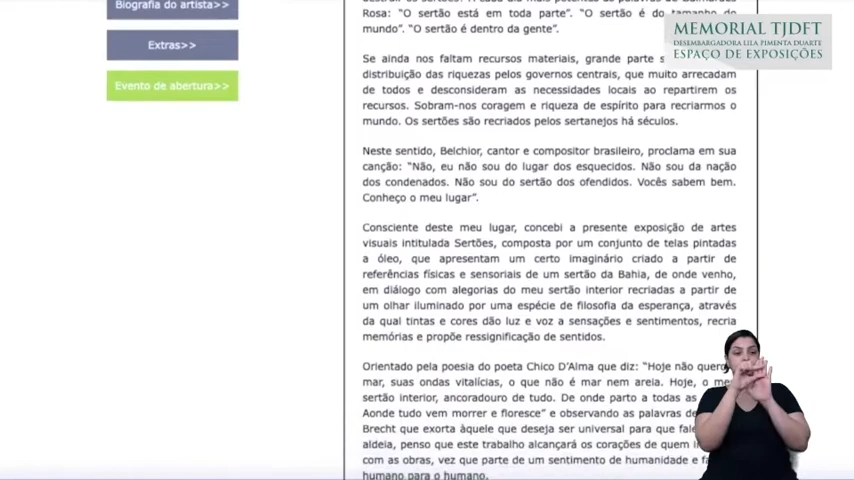 Biografia do artista>>
Extras>>
Evento de abertura>>
Rosa: “O sertão está em toda parte”. “O sertão é do tamanho do
mundo”. “O sertão é dentro da gente”.
Se ainda nos faltam recursos materiais, grande parte
distribuição das riquezas pelos governos centrais, que muito arrecadam
de todos e desconsideram as necessidades locais ao repartirem os
recursos. Sobram-nos coragem e riqueza de espírito para recriarmos o
mundo. Os sertões são recriados pelos sertanejos há séculos.
Neste sentido, Belchior, cantor e compositor brasileiro, proclama em sua
canção: “Não, eu não sou do lugar dos esquecidos. Não sou da nação
dos condenados. Não sou do sertão dos ofendidos. Vocês sabem bem.
Conheço o meu lugar”.
Consciente deste meu lugar, concebi a presente exposição de artes
visuais intitulada Sertões, composta por um conjunto de telas pintadas
a óleo, que apresentam um certo imaginário criado a partir de
referências físicas e sensoriais de um sertão da Bahia, de onde venho,
em diálogo com alegorias do meu sertão interior recriadas a partir de
um olhar iluminado por uma espécie de filosofia da esperança, através
da qual tintas e cores dão luz e voz a sensações e sentimentos, recria
memórias e propõe ressignificação de sentidos.
Orientado pela poesia do poeta Chico D’Alma que diz: “Hoje não quero
mar, suas ondas vitalícias, o que não é mar nem areia. Hoje, o
sertão interior, ancoradouro de tudo. De onde parto a todas as
Aonde tudo vem morrer e floresce” e observando as palavras de
Brecht que exorta àquele que deseja ser universal para que
aldeia, penso que este trabalho alcançará os corações de quem
com as obras, vez que parte de um sentimento de humanidade e
humano para o humano.
MEMORIAL TJDFT
DESEMBARGADORA LILA PIMENTA DUARTE
ESPAÇO DE EXPOSIÇÕES